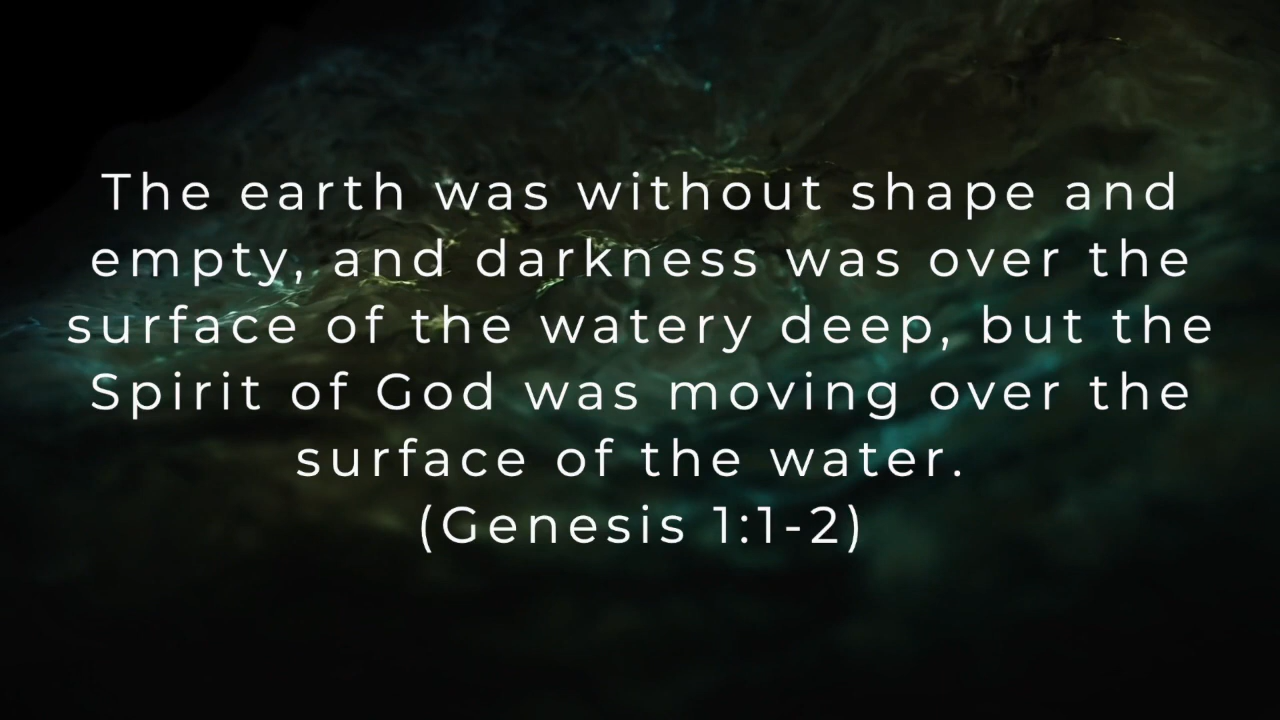 The earth was without shape and
empty, and darkness was over the
surface of the watery deep, but the
Spirit of God was moving over the
surface of the water.
(Genesis 1:1-2)